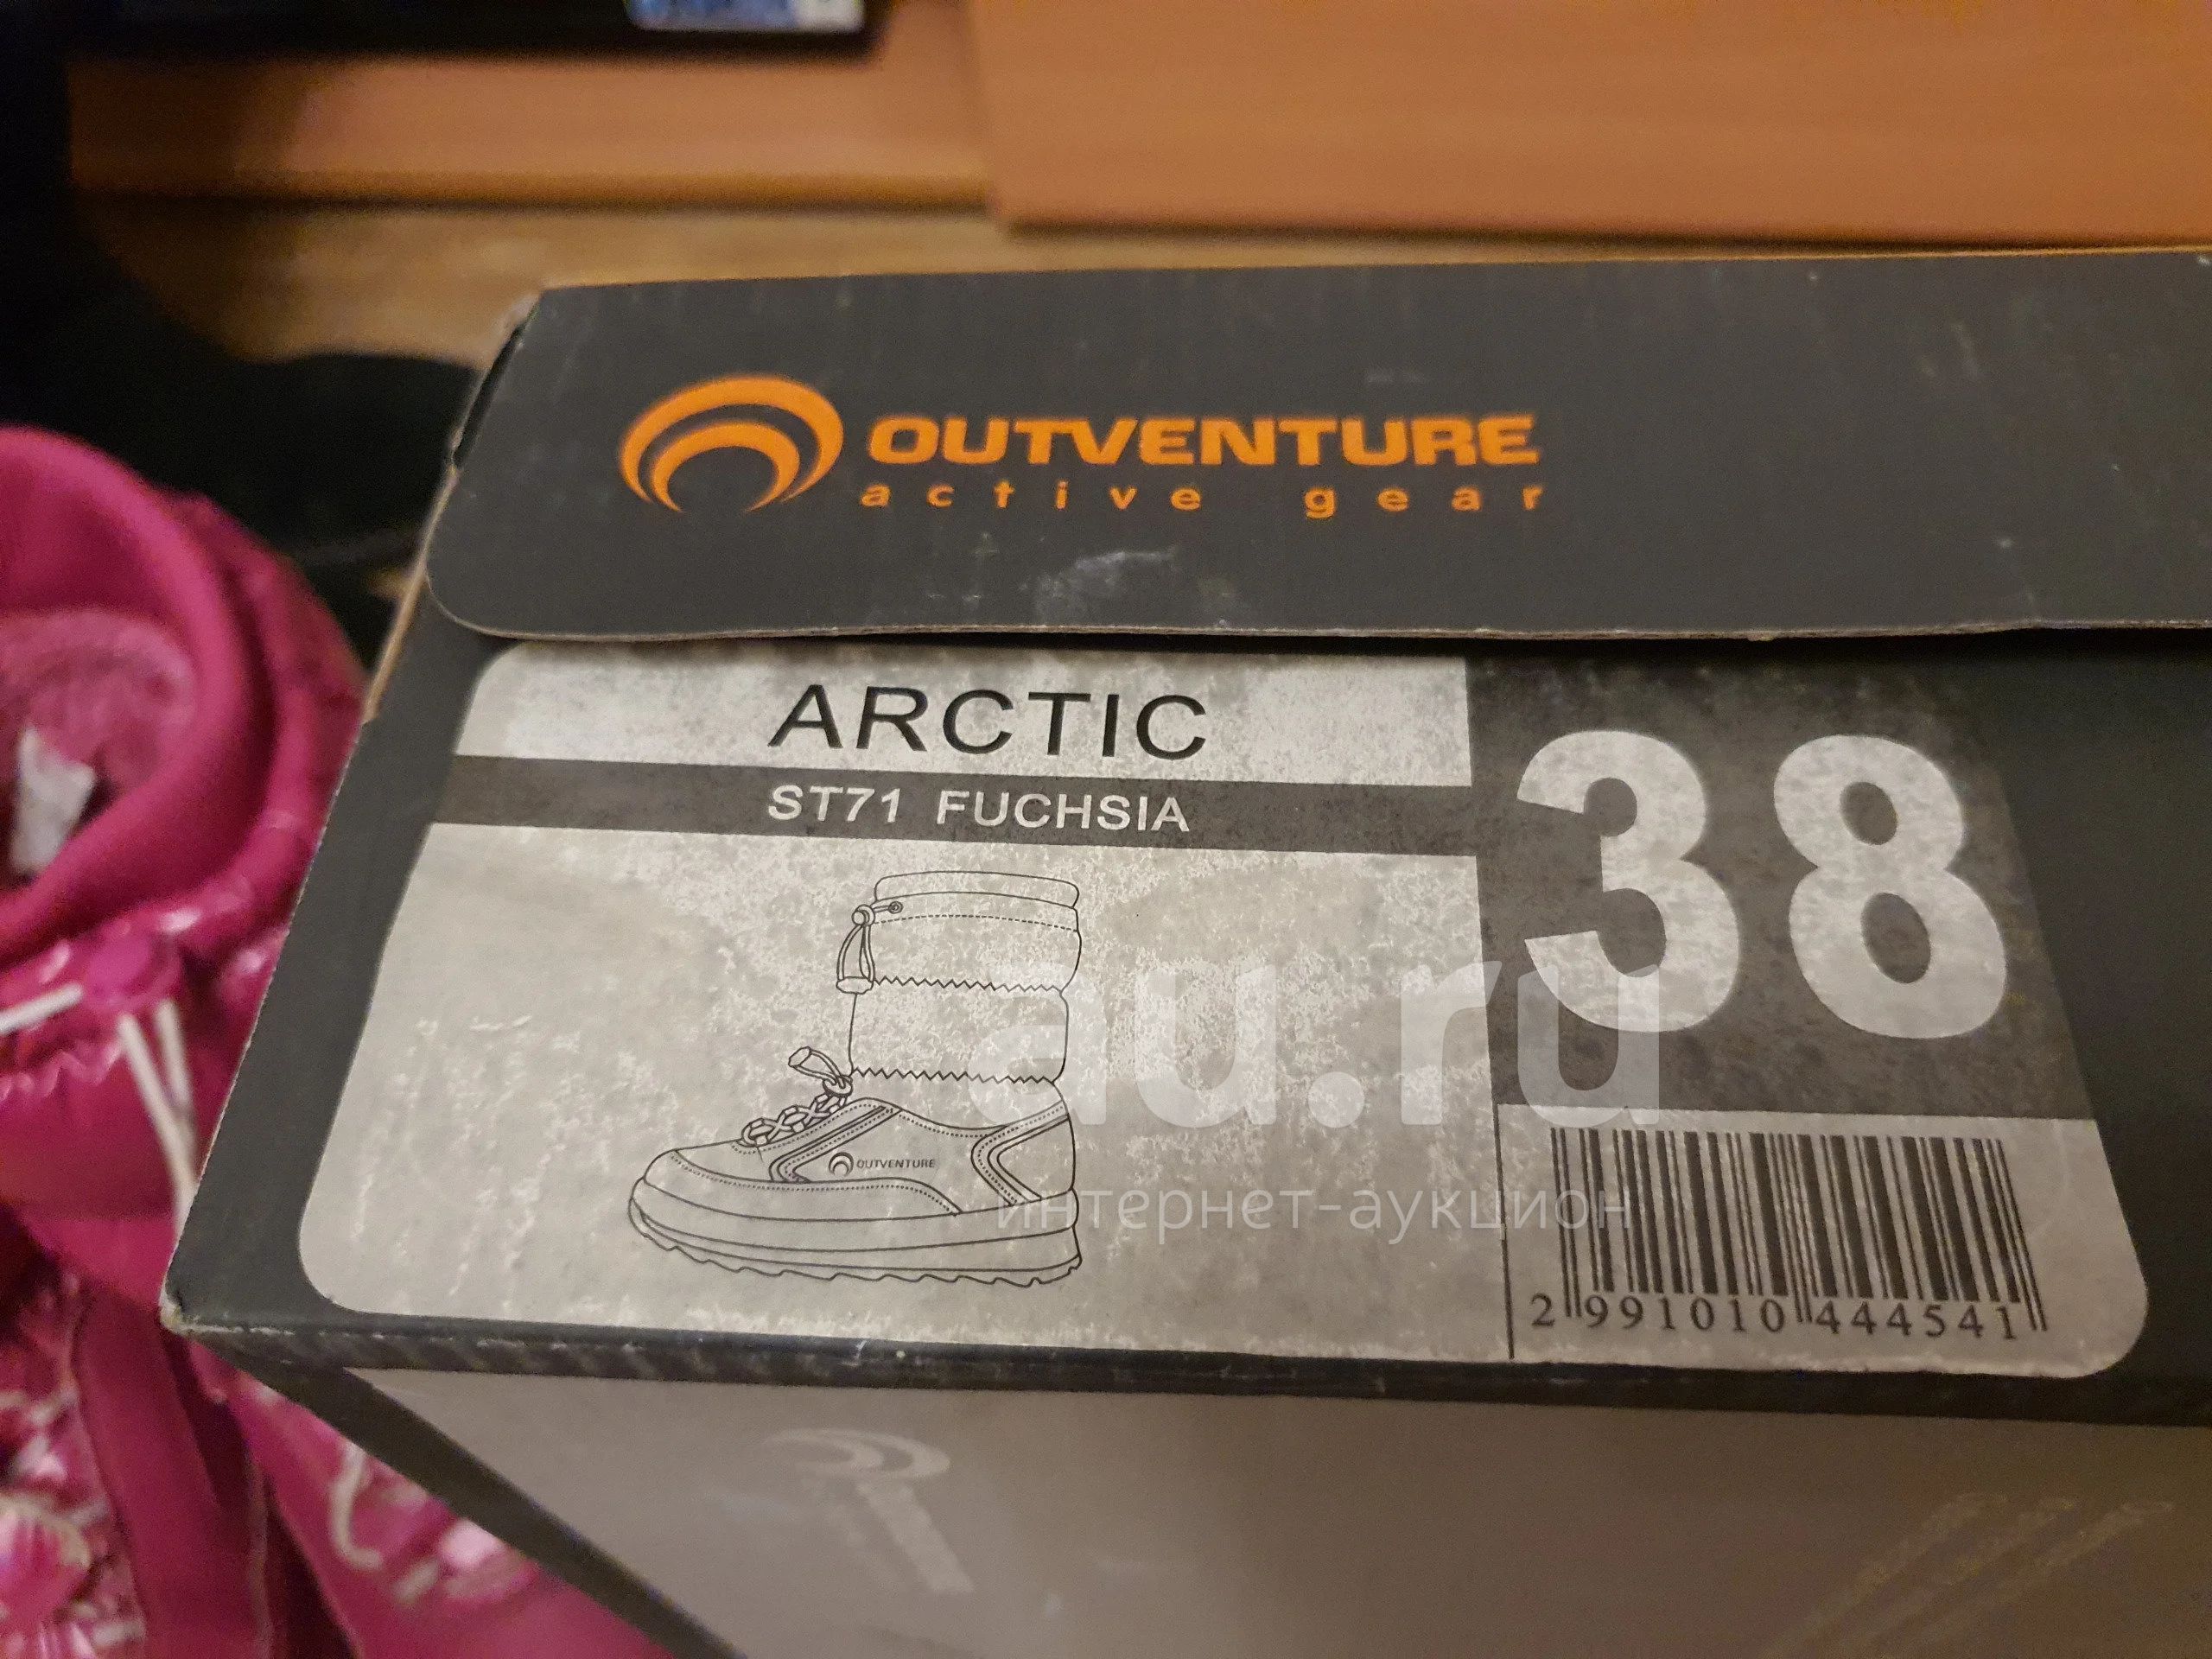 OUTVENTURE
active gear
ARCTIC
ST71 FUCHSIA
38
OUTVENTURE
au.ru
интернет-аукцион
2 991010 444541